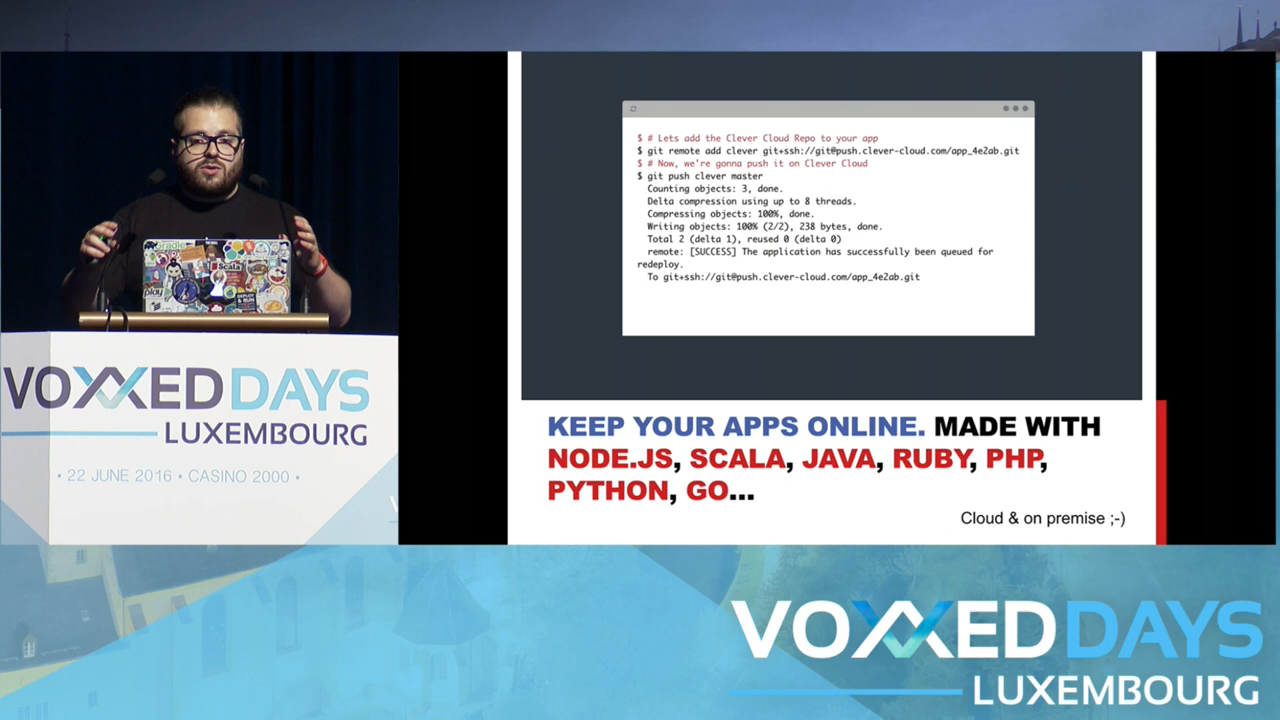 Gradle
Scala
play
DEPLOY
& RUN
VOXXED DAYS
LUXEMBOURG
• 22 JUNE 2016 • CASINO 2000 •
$ # Lets add the Clever Cloud Repo to your app
$ git remote add clever git+ssh://git@push.clever-cloud.com/app_4e2ab.git
$ # Now, we're gonna push it on Clever Cloud
$ git push clever master
Counting objects: 3, done.
Delta compression using up to 8 threads.
Compressing objects: 100%, done.
Writing objects: 100% (2/2), 238 bytes, done.
Total 2 (delta 1), reused 0 (delta 0)
remote: [SUCCESS] The application has successfully been queued for
redeploy.
To git+ssh://git@push.clever-cloud.com/app_4e2ab.git
KEEP YOUR APPS ONLINE. MADE WITH
NODE.JS, SCALA, JAVA, RUBY, PHP,
PYTHON, GO...
Cloud & on premise ;-)
VOXXED DAYS
LUXEMBOURG